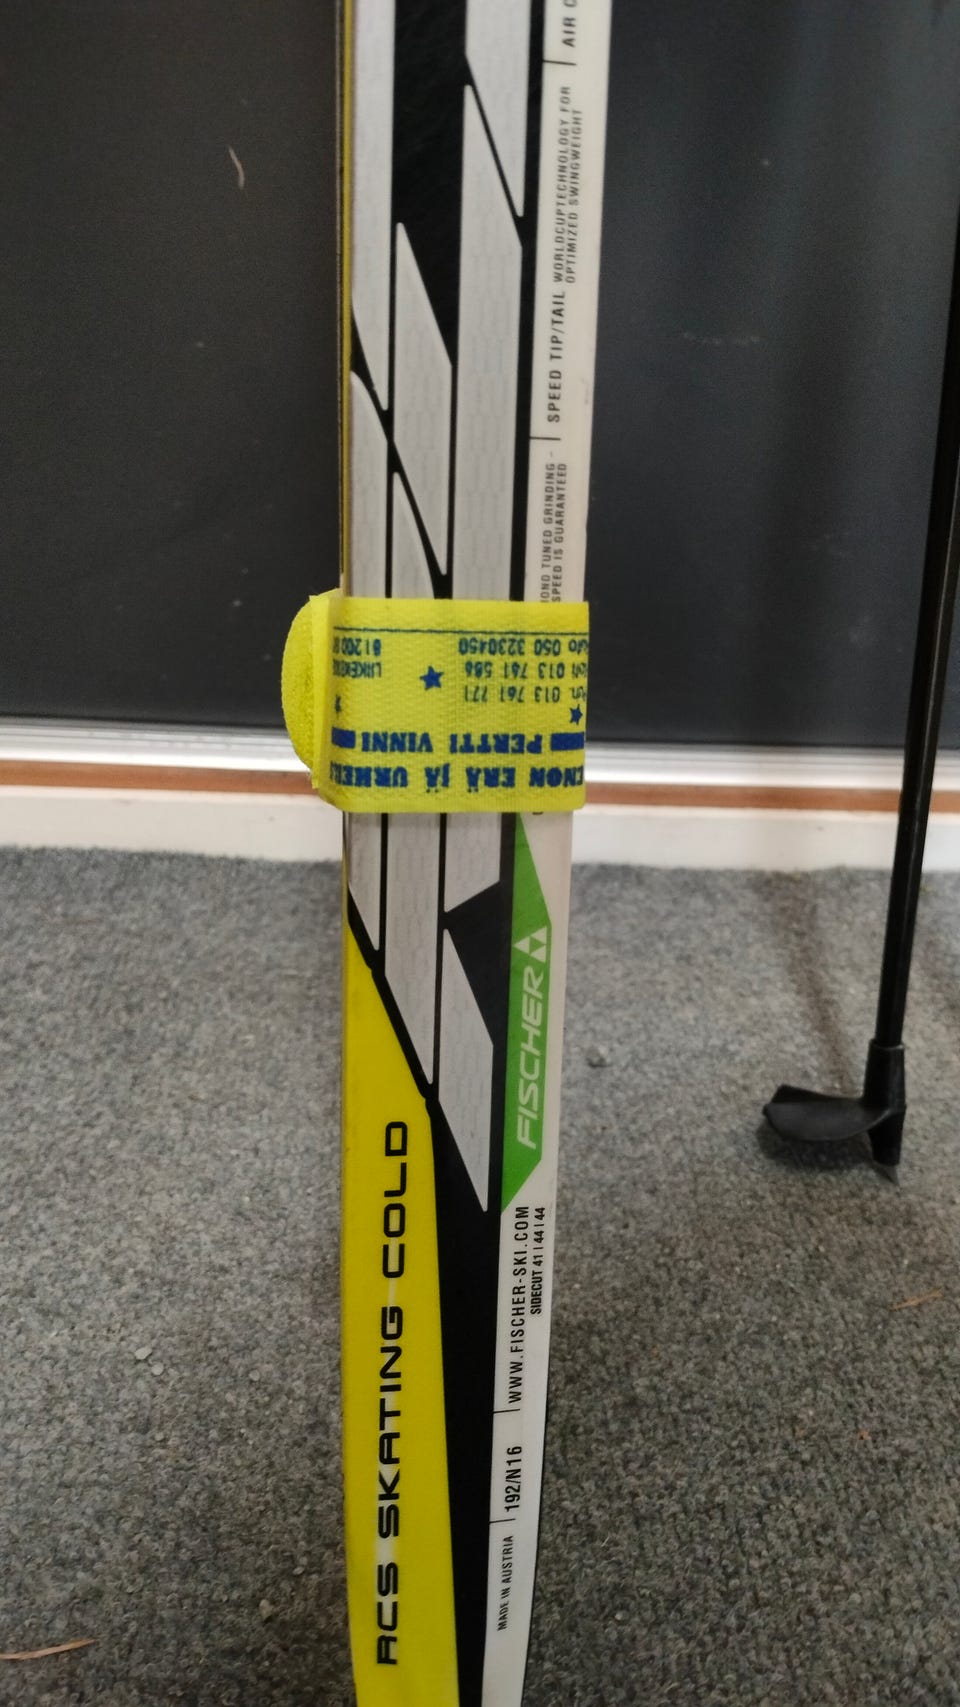 AIR
SPEED TIP/TAIL
WORLDCUPTECHNOLOGY FOR
OPTIMIZED SWINGWEIGHT
TUNED GRINDING -
SPEED IS GUARANTEED
ERÄ JÄ
PERTTI VINNI
013 761 771
013 761 586
050 3230450
FISCHER
WWW.FISCHER-SKI.COM
SIDECUT 41 I 44 I 44
192/N16
MADE IN AUSTRIA
RCS SKATING COLD